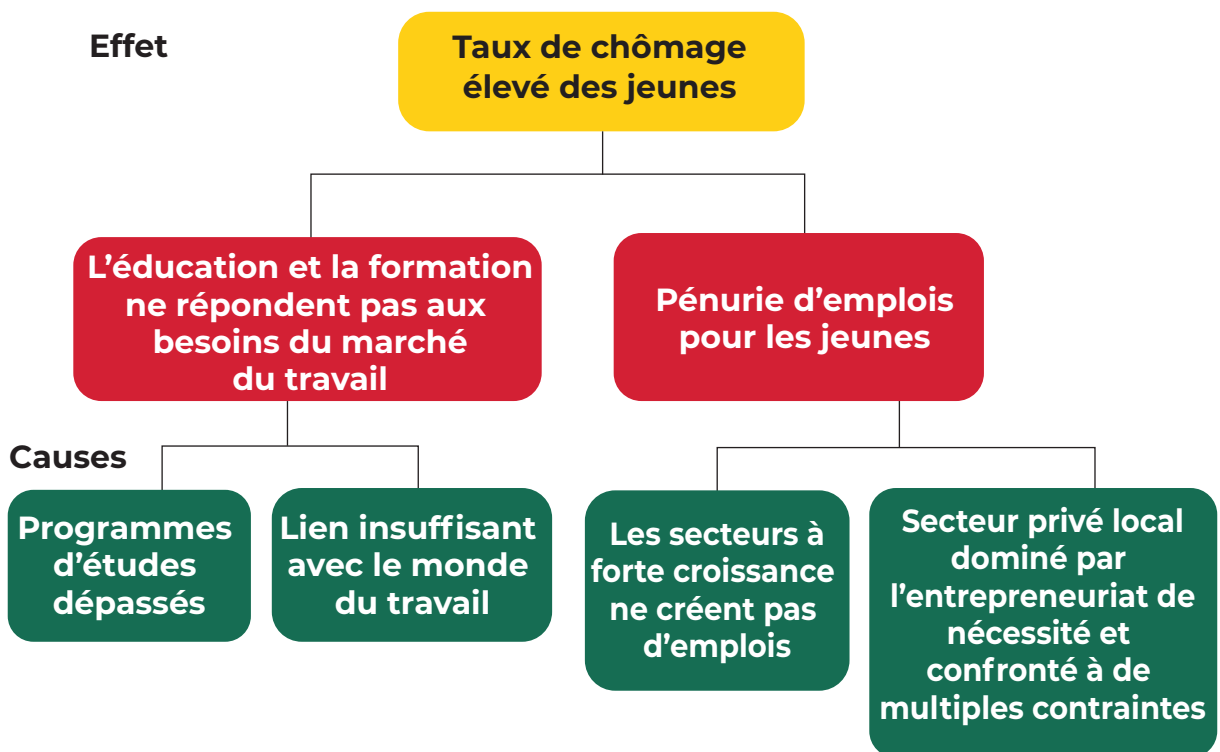 Effet
Taux de chômage
élevé des jeunes
L’éducation et la formation
ne répondent pas aux
besoins du marché
du travail
Pénurie d’emplois
pour les jeunes
Causes
Programmes
d’études
dépassés
Lien insuffisant
avec le monde
du travail
Les secteurs à
forte croissance
ne créent pas
d’emplois
Secteur privé local
dominé par
l’entrepreneuriat de
nécessité et
confronté à de
multiples contraintes